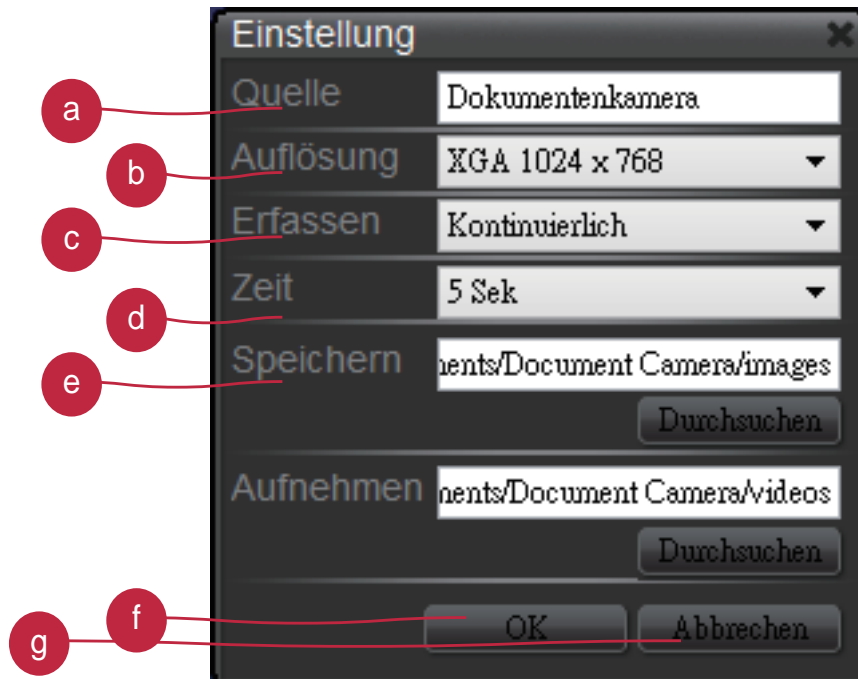 Einstellung
a Quelle Dokumentenkamera
b Auflösung XGA 1024 x 768
c Erfassen Kontinuierlich
d Zeit 5 Sek
e Speichern ents/Document Camera/images
Durchsuchen
Aufnehmen nents/Document Camera/videos
Durchsuchen
f OK
g Abbrechen